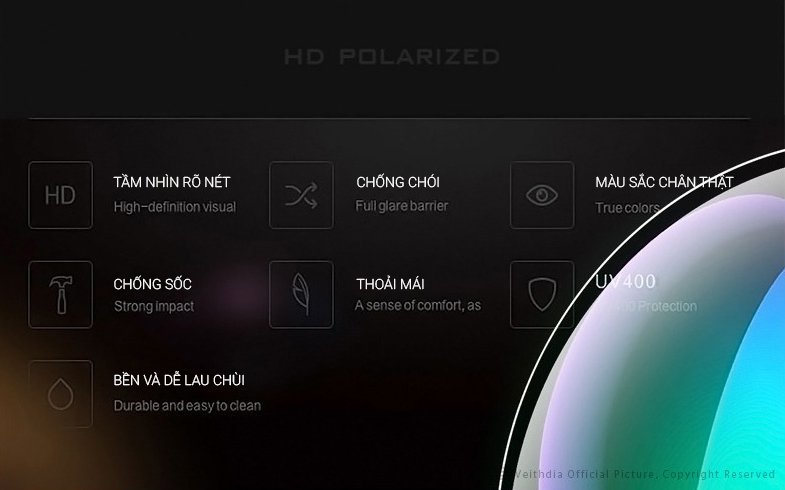 HD POLARIZED
HD
TẦM NHÌN RÕ NÉT
High-definition visual
CHỐNG CHÓI
Full glare barrier
MÀU SẮC CHÂN THẬT
True colors
CHỐNG SỐC
Strong impact
THOẢI MÁI
A sense of comfort, as
UV400
UV400 Protection
BỀN VÀ DỄ LAU CHÙI
Durable and easy to clean
Veithdia Official Picture, Copyright Reserved